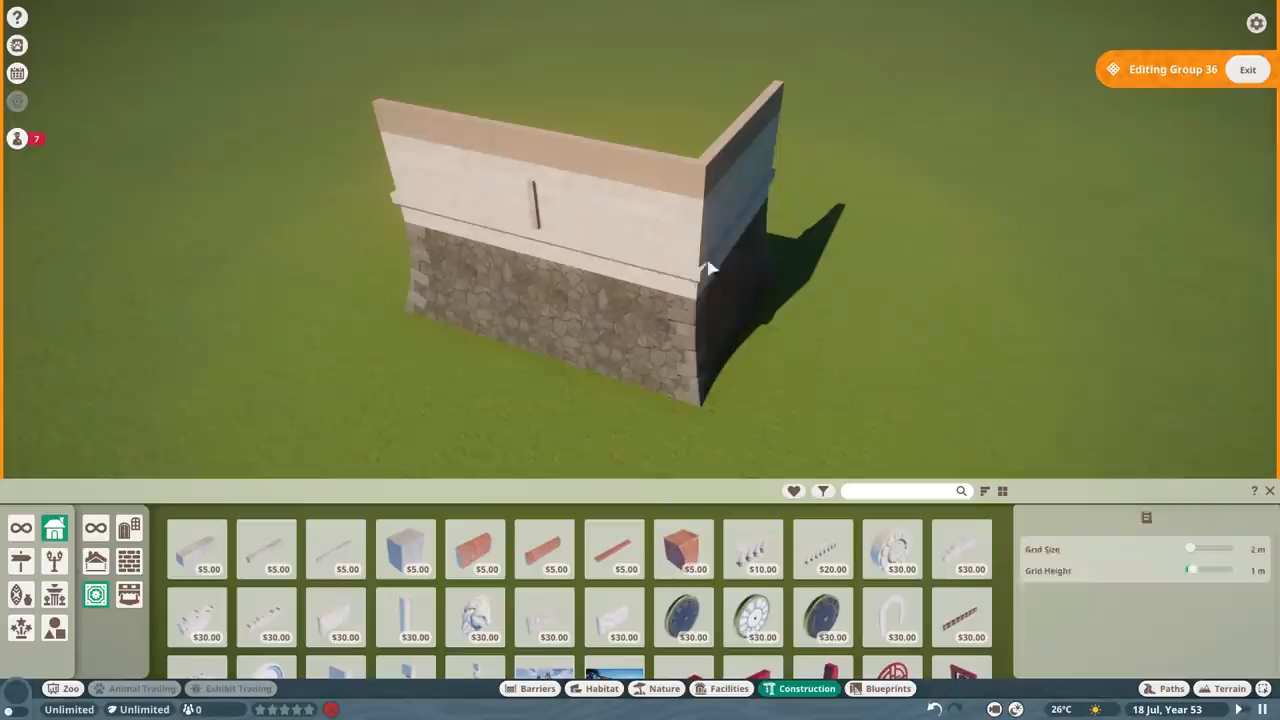 ?
Editing Group 36
Exit
7
?
Grid Size
2 m
Grid Height
1 m
$5.00
$5.00
$5.00
$5.00
$5.00
$5.00
$5.00
$5.00
$10.00
$20.00
$30.00
$30.00
$30.00
$30.00
$30.00
$30.00
$30.00
$30.00
$30.00
$30.00
$30.00
$30.00
$30.00
$30.00
Zoo
Animal Trading
Exhibit Trading
Barriers
Habitat
Nature
Facilities
Construction
Blueprints
Paths
Terrain
Unlimited
Unlimited
0
26°C
18 Jul, Year 53